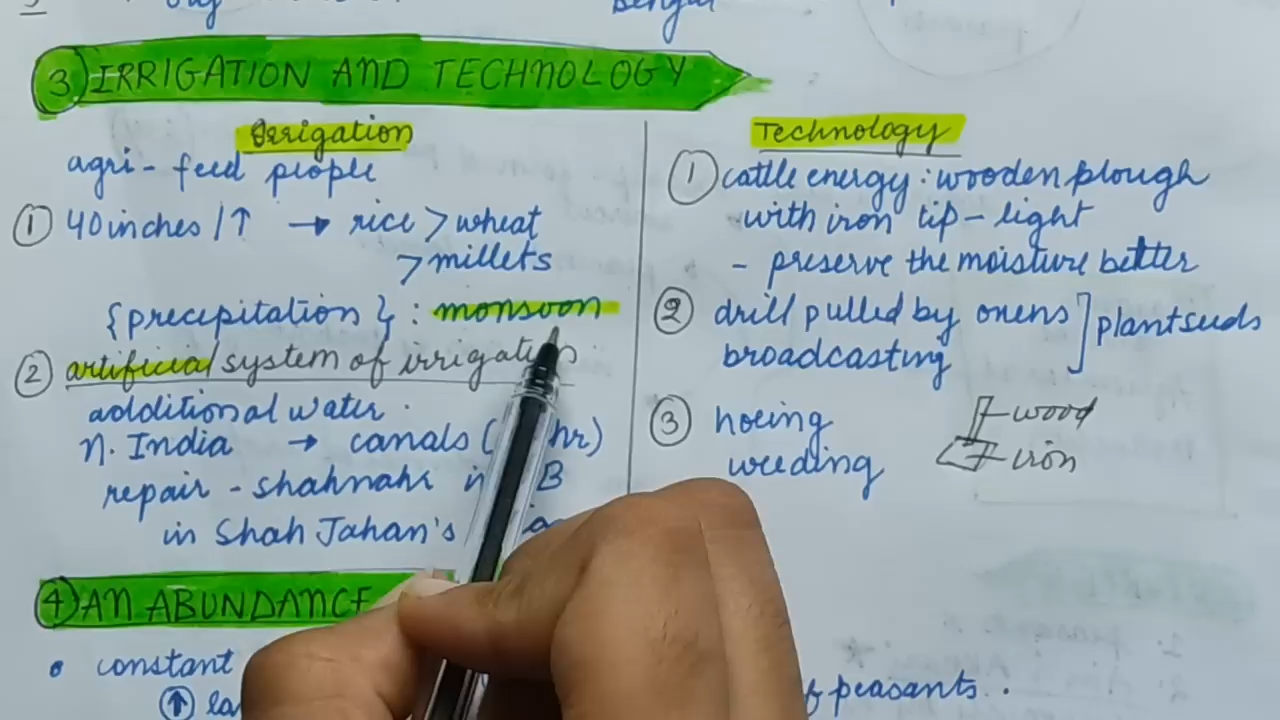 Bengal
③ IRRIGATION AND TECHNOLOGY
Irrigation
agri - feed people
① 40 inches / ↑ → rice > wheat
> millets
{precipitation} : monsoon
② artificial system of irrigation
additional water.
N. India → canals ( hr)
repair - shahnahr B
in Shah Jahan's
Technology
① cattle energy : wooden plough
with iron tip - light
- preserve the moisture better
② drill pulled by oxens ] plant seeds
broadcasting
③ hoeing
weeding
wood
iron
④ AN ABUNDANCE
• constant
↑ la
peasants.